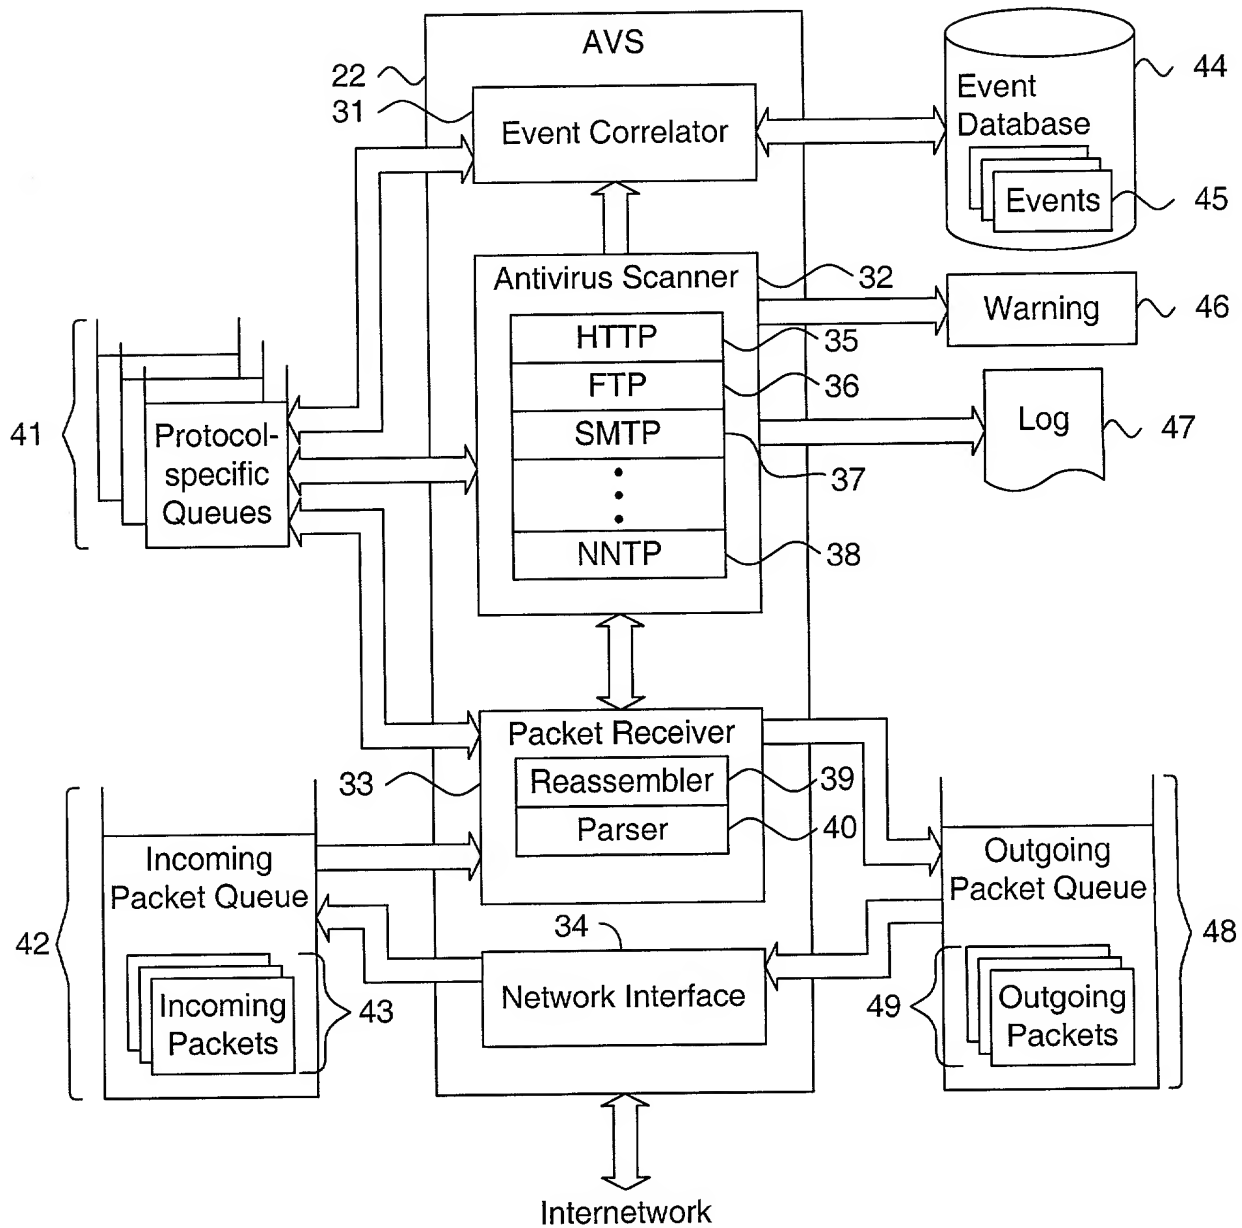 AVS
22
31
Event Correlator
44
Event
Database
Events
45
Antivirus Scanner
32
HTTP
35
FTP
36
SMTP
37
NNTP
38
Warning
46
Log
47
41
Protocol-
specific
Queues
Packet Receiver
33
Reassembler
39
Parser
40
42
Incoming
Packet Queue
Incoming
Packets
43
34
Network Interface
Outgoing
Packet Queue
48
49
Outgoing
Packets
Internetwork